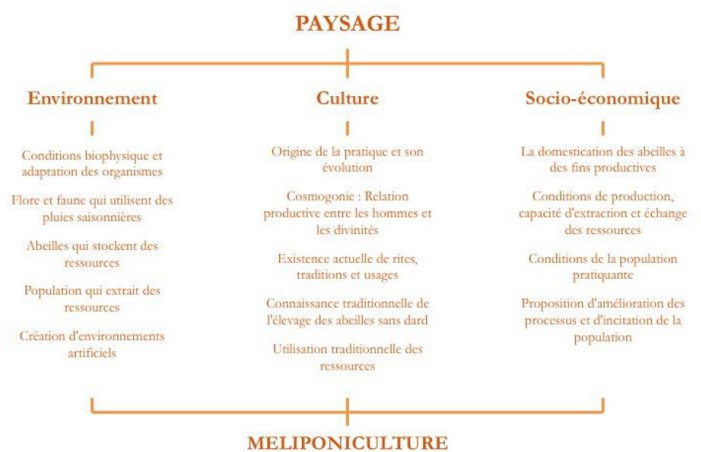 PAYSAGE
Environnement
Conditions biophysique et
adaptation des organismes
Flore et faune qui utilisent des
pluies saisonnières
Abeilles qui stockent des
ressources
Population qui extrait des
ressources
Création d'environnements
artificiels
Culture
Origine de la pratique et son
évolution
Cosmogonie : Relation
productive entre les hommes et
les divinités
Existence actuelle de rites,
traditions et usages
Connaissance traditionnelle de
l'élevage des abeilles sans dard
Utilisation traditionnelle des
ressources
Socio-économique
La domestication des abeilles à
des fins productives
Conditions de production,
capacité d'extraction et échange
des ressources
Conditions de la population
pratiquante
Proposition d'amélioration des
processus et d'incitation de la
population
MELIPONICULTURE